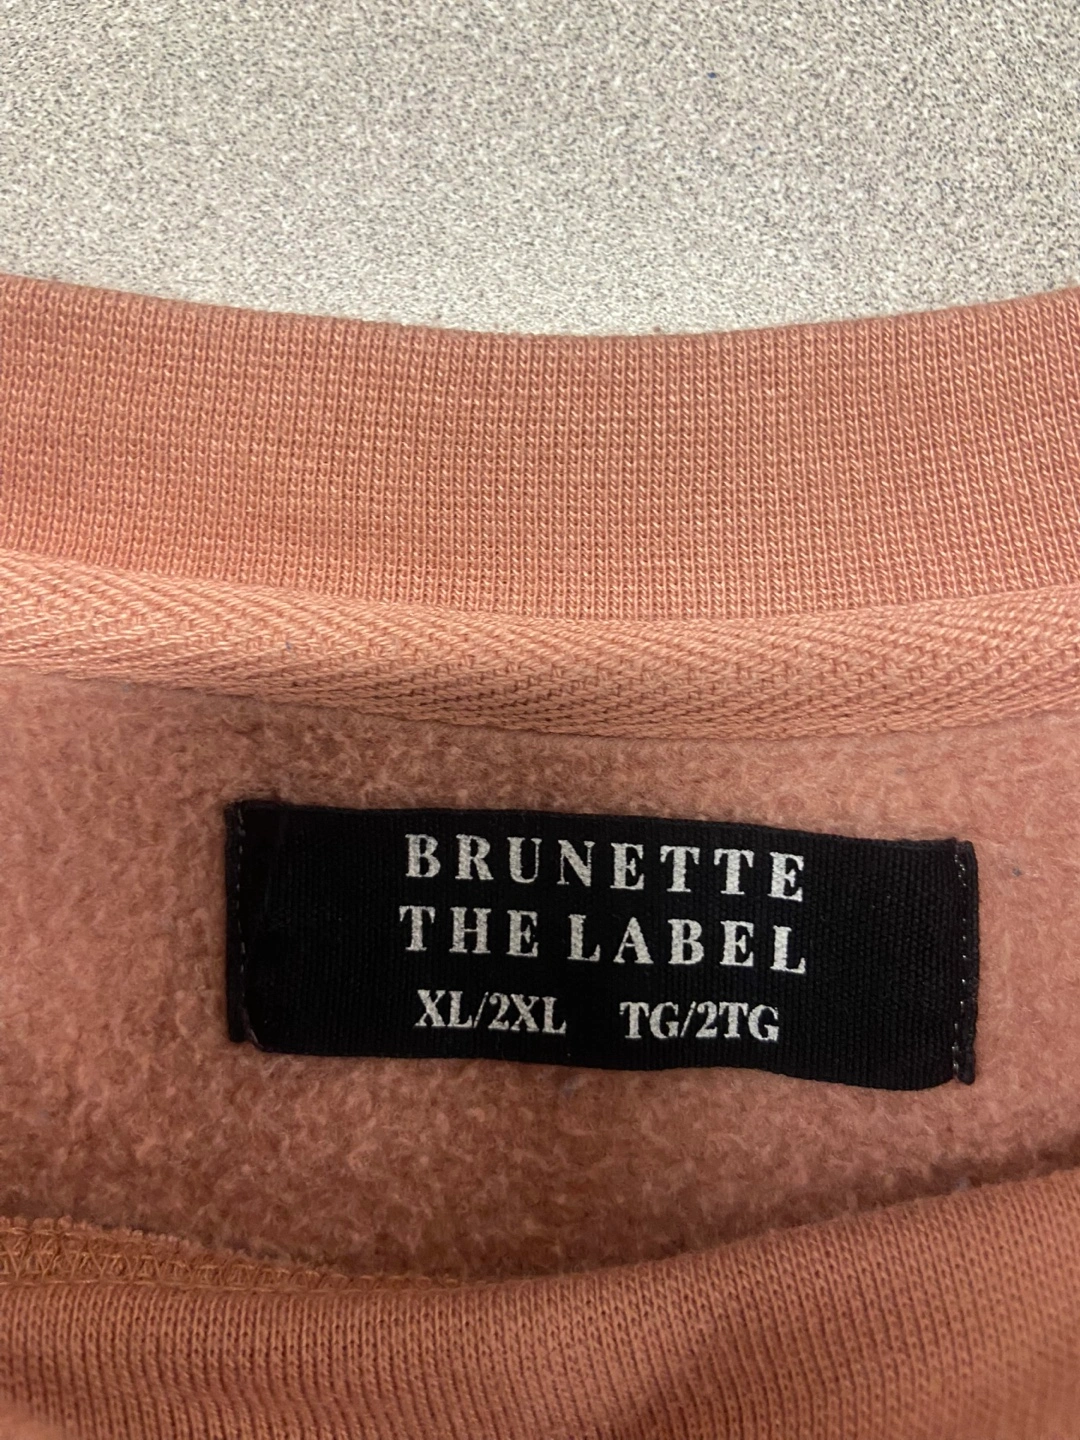 BRUNETTE
THE LABEL
XL/2XL TG/2TG